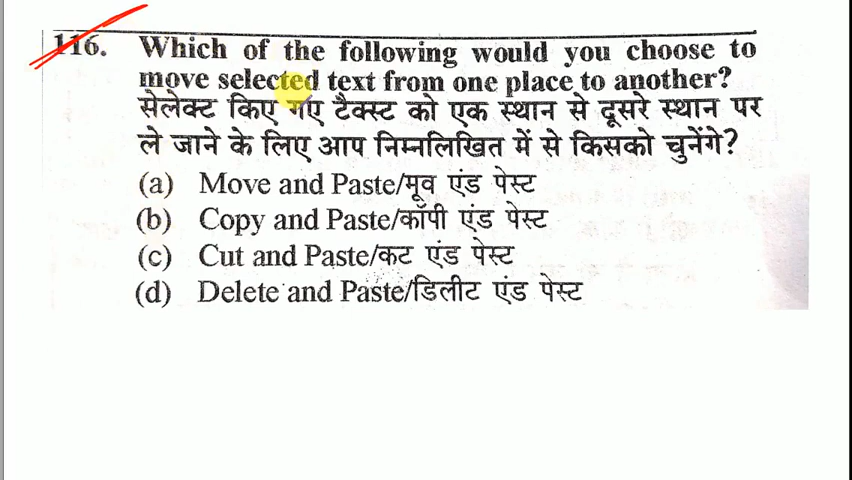 116. Which of the following would you choose to
move selected text from one place to another?
सेलेक्ट किए गए टैक्स्ट को एक स्थान से दूसरे स्थान पर
ले जाने के लिए आप निम्नलिखित में से किसको चुनेंगे?
(a) Move and Paste/मूव एंड पेस्ट
(b) Copy and Paste/कॉपी एंड पेस्ट
(c) Cut and Paste/कट एंड पेस्ट
(d) Delete and Paste/डिलीट एंड पेस्ट